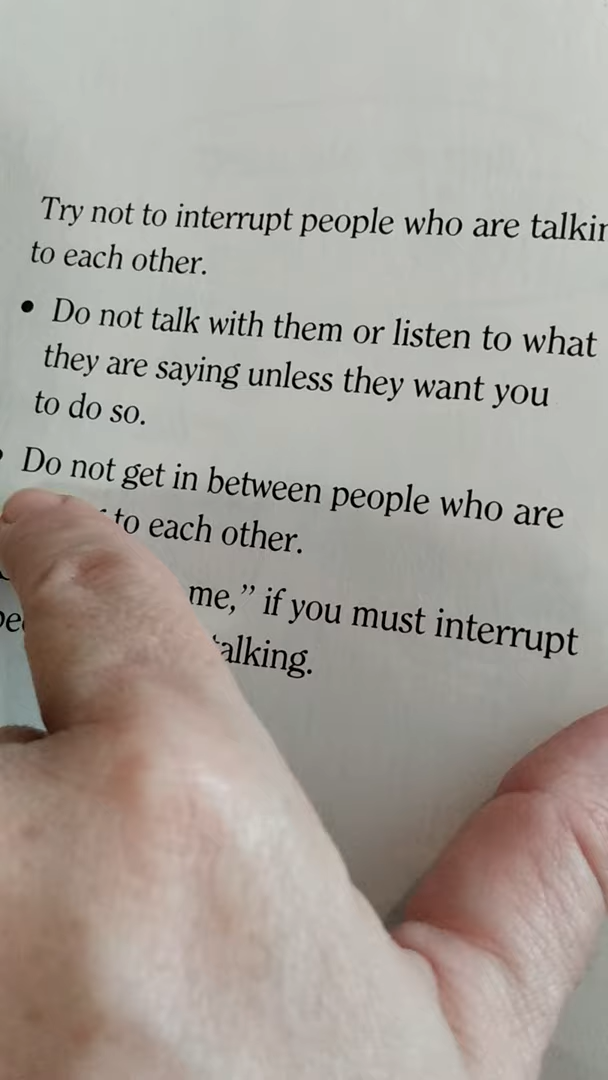 Try not to interrupt people who are talkin
to each other.
• Do not talk with them or listen to what
they are saying unless they want you
to do so.
• Do not get in between people who are
to each other.
me,” if you must interrupt
talking.